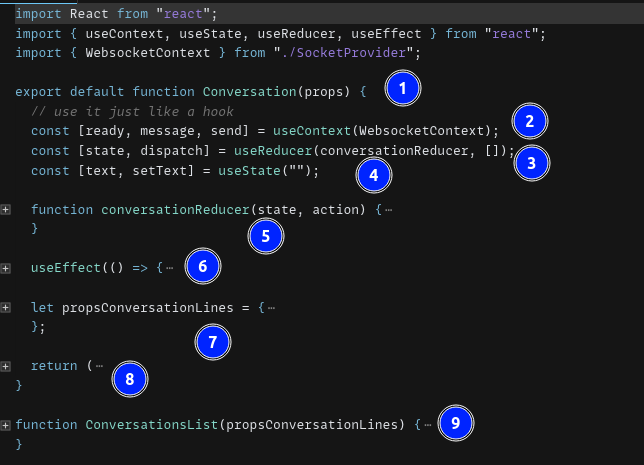 import React from "react";
import { useContext, useState, useReducer, useEffect } from "react";
import { WebsocketContext } from "./SocketProvider";
export default function Conversation(props) { 1
// use it just like a hook
const [ready, message, send] = useContext(WebsocketContext); 2
const [state, dispatch] = useReducer(conversationReducer, []); 3
const [text, setText] = useState(""); 4
+ function conversationReducer(state, action) {⋯
} 5
+ useEffect(() => {⋯ 6
+ let propsConversationLines = {⋯
};
7
+ return (⋯
8
}
+ function ConversationsList(propsConversationLines) {⋯ 9
}